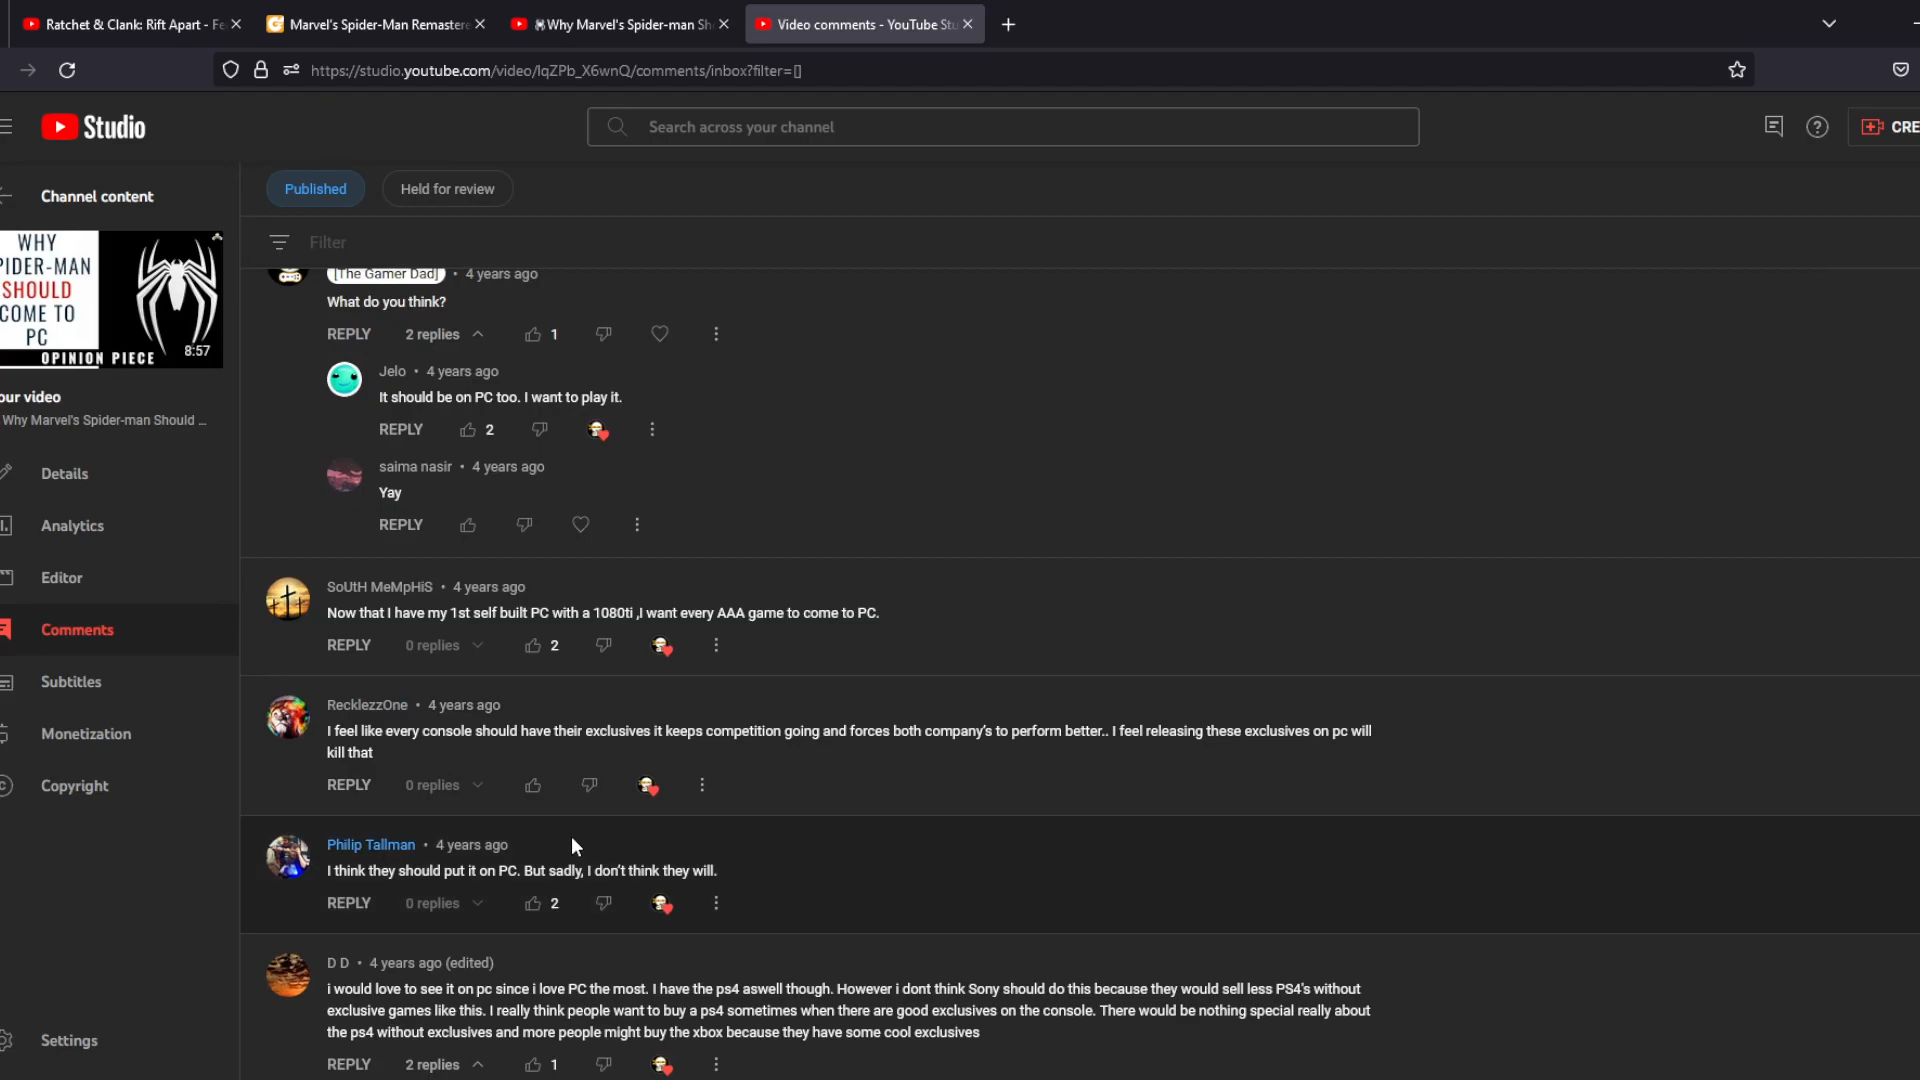 Ratchet & Clank: Rift Apart - Fe
Marvel's Spider-Man Remastere
Why Marvel's Spider-man Sh
Video comments - YouTube Stu
https://studio.youtube.com/video/lqZPb_X6wnQ/comments/inbox?filter=[]
Studio
Search across your channel
CRE
Channel content
Published
Held for review
WHY
PIDER-MAN
SHOULD
COME TO
PC
OPINION PIECE
8:57
Filter
[The Gamer Dad] • 4 years ago
What do you think?
REPLY 2 replies 1
Jelo • 4 years ago
It should be on PC too. I want to play it.
REPLY 2
saima nasir • 4 years ago
Yay
REPLY
our video
Why Marvel's Spider-man Should ...
Details
Analytics
Editor
Comments
Subtitles
Monetization
Copyright
Settings
SoUtH MeMpHiS • 4 years ago
Now that I have my 1st self built PC with a 1080ti ,I want every AAA game to come to PC.
REPLY 0 replies 2
RecklezzOne • 4 years ago
I feel like every console should have their exclusives it keeps competition going and forces both company's to perform better.. I feel releasing these exclusives on pc will
kill that
REPLY 0 replies
Philip Tallman • 4 years ago
I think they should put it on PC. But sadly, I don't think they will.
REPLY 0 replies 2
D D • 4 years ago (edited)
i would love to see it on pc since i love PC the most. I have the ps4 aswell though. However i dont think Sony should do this because they would sell less PS4's without
exclusive games like this. I really think people want to buy a ps4 sometimes when there are good exclusives on the console. There would be nothing special really about
the ps4 without exclusives and more people might buy the xbox because they have some cool exclusives
REPLY 2 replies 1